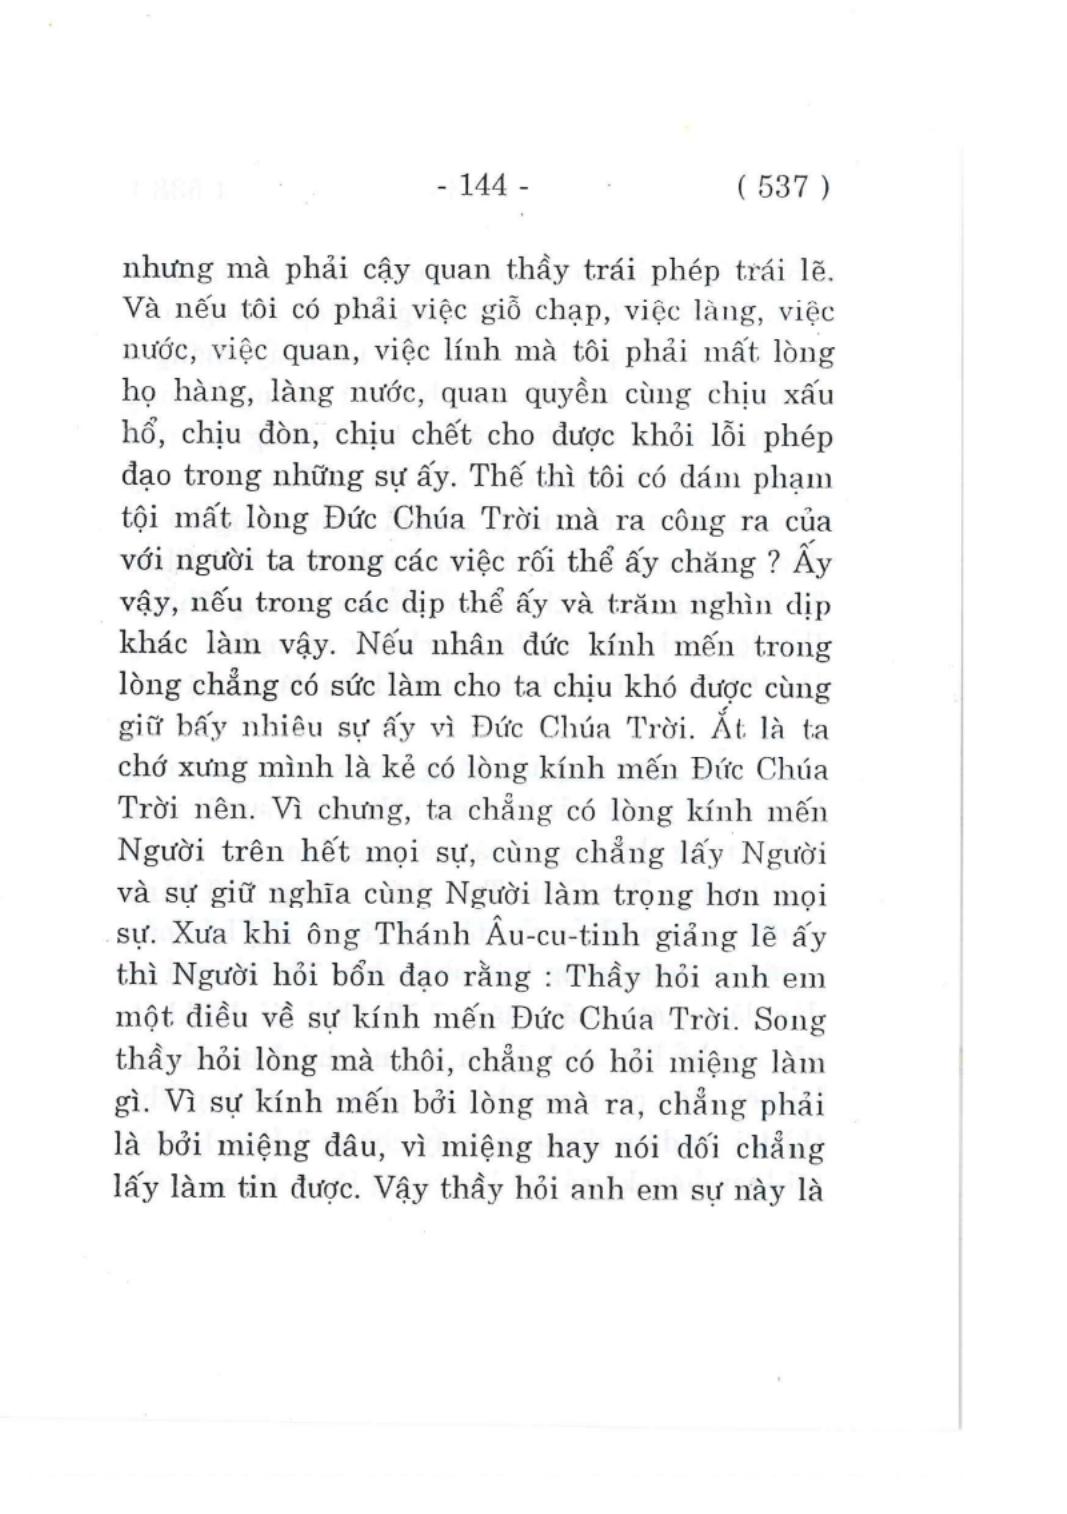 - 144 -
( 537 )
nhưng mà phải cậy quan thầy trái phép trái lẽ.
Và nếu tôi có phải việc giỗ chạp, việc làng, việc
nước, việc quan, việc lính mà tôi phải mất lòng
họ hàng, làng nước, quan quyền cùng chịu xấu
hổ, chịu đòn, chịu chết cho được khỏi lỗi phép
đạo trong những sự ấy. Thế thì tôi có dám phạm
tội mất lòng Đức Chúa Trời mà ra công ra của
với người ta trong các việc rối thể ấy chăng ? Ấy
vậy, nếu trong các dịp thể ấy và trăm nghìn dịp
khác làm vậy. Nếu nhân đức kính mến trong
lòng chẳng có sức làm cho ta chịu khó được cùng
giữ bấy nhiêu sự ấy vì Đức Chúa Trời. Ắt là ta
chớ xưng mình là kẻ có lòng kính mến Đức Chúa
Trời nên. Vì chưng, ta chẳng có lòng kính mến
Người trên hết mọi sự, cùng chẳng lấy Người
và sự giữ nghĩa cùng Người làm trọng hơn mọi
sự. Xưa khi ông Thánh Âu-cu-tinh giảng lẽ ấy
thì Người hỏi bổn đạo rằng : Thầy hỏi anh em
một điều về sự kính mến Đức Chúa Trời. Song
thầy hỏi lòng mà thôi, chẳng có hỏi miệng làm
gì. Vì sự kính mến bởi lòng mà ra, chẳng phải
là bởi miệng đâu, vì miệng hay nói dối chẳng
lấy làm tin được. Vậy thầy hỏi anh em sự này là